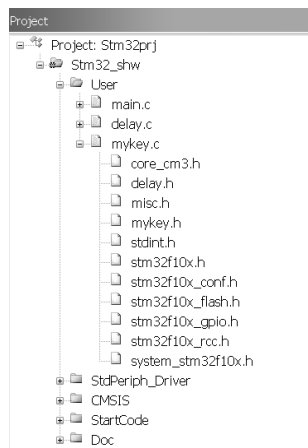 Project
Project: Stm32prj
Stm32_shw
User
main.c
delay.c
mykey.c
core_cm3.h
delay.h
misc.h
mykey.h
stdint.h
stm32f10x.h
stm32f10x_conf.h
stm32f10x_flash.h
stm32f10x_gpio.h
stm32f10x_rcc.h
system_stm32f10x.h
StdPeriph_Driver
CMSIS
StartCode
Doc